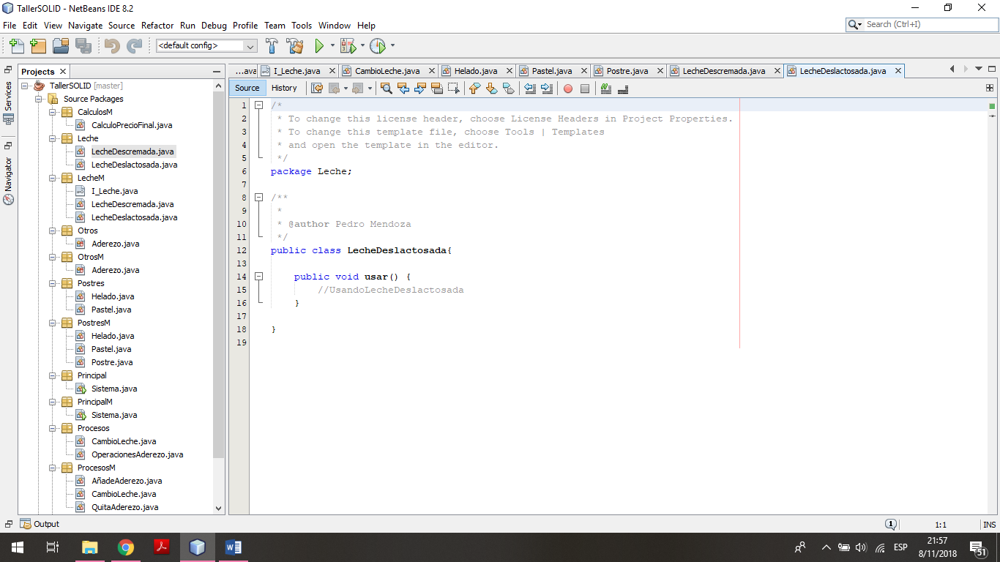 TallerSOLID - NetBeans IDE 8.2
File Edit View Navigate Source Refactor Run Debug Profile Team Tools Window Help
Search (Ctrl+I)
<default config>
Projects
...ava I_Leche.java CambioLeche.java Helado.java Pastel.java Postre.java LecheDescremada.java LecheDeslactosada.java
Services
Navigator
TallerSOLID [master]
Source Packages
CalculosM
CalculoPrecioFinal.java
Leche
LecheDescremada.java
LecheDeslactosada.java
LecheM
I_Leche.java
LecheDescremada.java
LecheDeslactosada.java
Otros
Aderezo.java
OtrosM
Aderezo.java
Postres
Helado.java
Pastel.java
PostresM
Helado.java
Pastel.java
Postre.java
Principal
Sistema.java
PrincipalM
Sistema.java
Procesos
CambioLeche.java
OperacionesAderezo.java
ProcesosM
AñadeAderezo.java
CambioLeche.java
QuitaAderezo.java
Source History
1 /*
2 * To change this license header, choose License Headers in Project Properties.
3 * To change this template file, choose Tools | Templates
4 * and open the template in the editor.
5 */
6 package Leche;
7
8 /**
9 *
10 * @author Pedro Mendoza
11 */
12 public class LecheDeslactosada{
13
14 public void usar() {
15 //UsandoLecheDeslactosada
16 }
17
18 }
19
Output
1
1:1
INS
ESP
21:57
8/11/2018
51